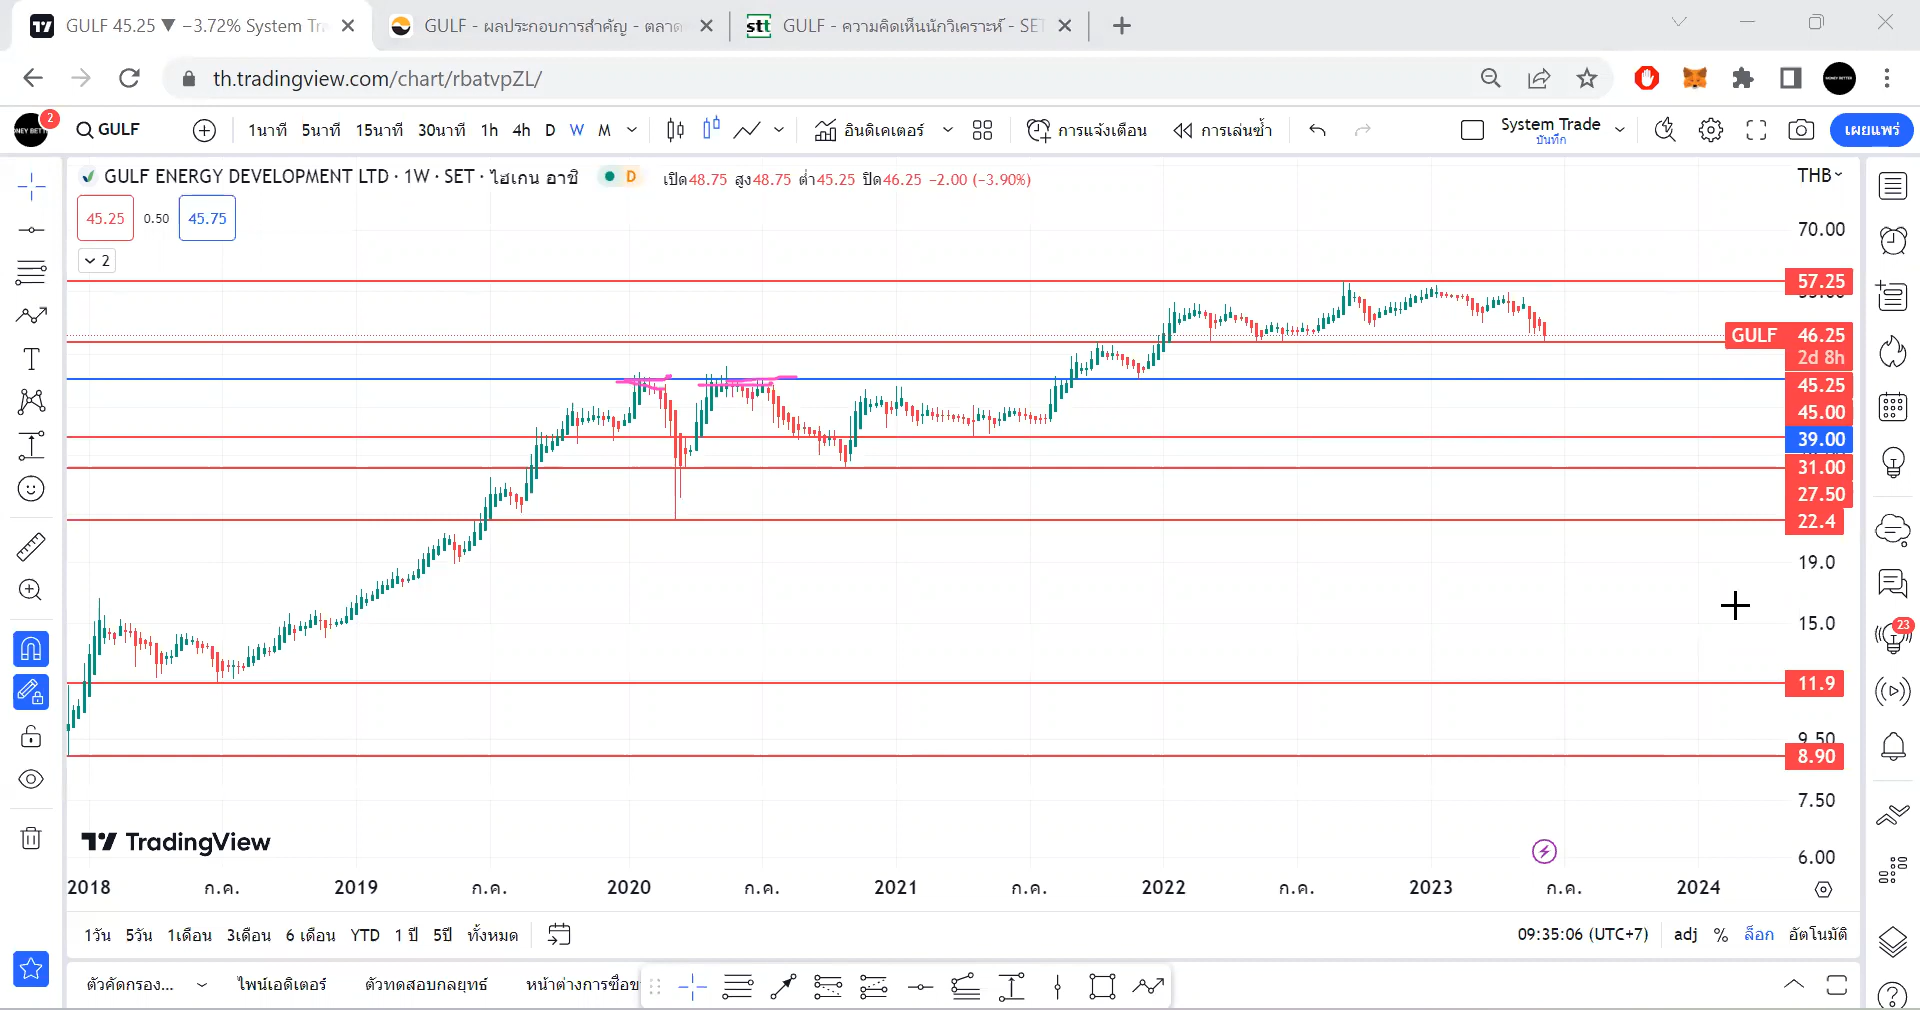 GULF 45.25 ▼ −3.72% System Tr
GULF - ผลประกอบการสำคัญ - ตลาด
stt GULF - ความคิดเห็นนักวิเคราะห์ - SET
th.tradingview.com/chart/rbatvpZL/
2
GULF
1นาที 5นาที 15นาที 30นาที 1h 4h D W M
อินดิเคเตอร์
การแจ้งเตือน
การเล่นซ้ำ
System Trade
บันทึก
เผยแพร่
GULF ENERGY DEVELOPMENT LTD · 1W · SET · ไฮเกน อาชิ
D
เปิด48.75 สูง48.75 ต่ำ45.25 ปิด46.25 −2.00 (−3.90%)
THB
45.25 0.50 45.75
2
70.00
57.25
GULF 46.25
2d 8h
45.25
45.00
39.00
31.00
27.50
22.4
19.0
15.0
23
11.9
9.50
8.90
7.50
6.00
TradingView
2018 ก.ค. 2019 ก.ค. 2020 ก.ค. 2021 ก.ค. 2022 ก.ค. 2023 ก.ค. 2024
1วัน 5วัน 1เดือน 3เดือน 6 เดือน YTD 1 ปี 5ปี ทั้งหมด
09:35:06 (UTC+7) adj % ล็อก อัตโนมัติ
ตัวคัดกรอง... ไพน์เอดิเตอร์ ตัวทดสอบกลยุทธ์ หน้าต่างการซื้อข